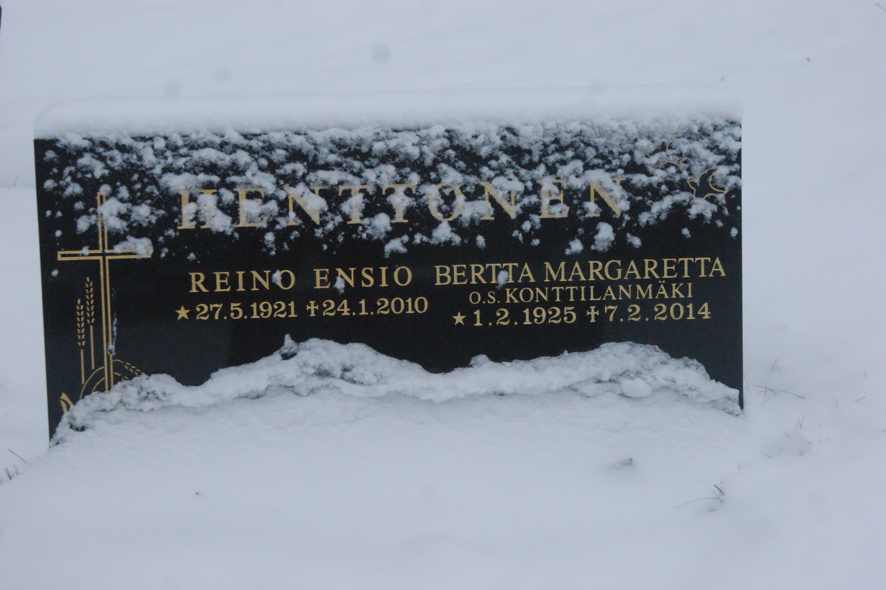 HENTTONEN
REINO ENSIO
★27.5.1921 ✝24.1.2010
BERTTA MARGARETTA
O.S. KONTTILANMÄKI
★1.2.1925 ✝7.2.2014